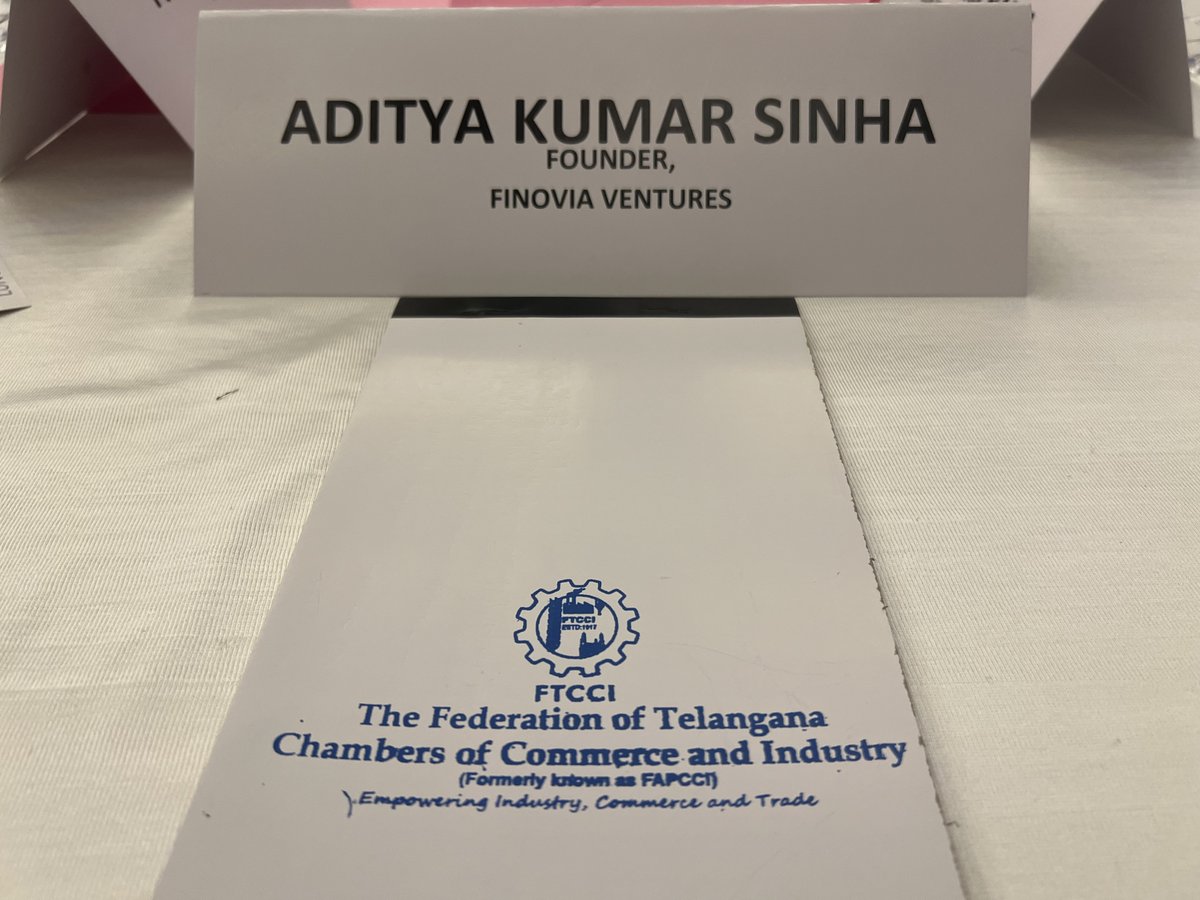 ADITYA KUMAR SINHA
FOUNDER,
FINOVIA VENTURES
FTCCI
ESTD.1917
FTCCI
The Federation of Telangana
Chambers of Commerce and Industry
(Formerly known as FAPCCI)
Empowering Industry, Commerce and Trade